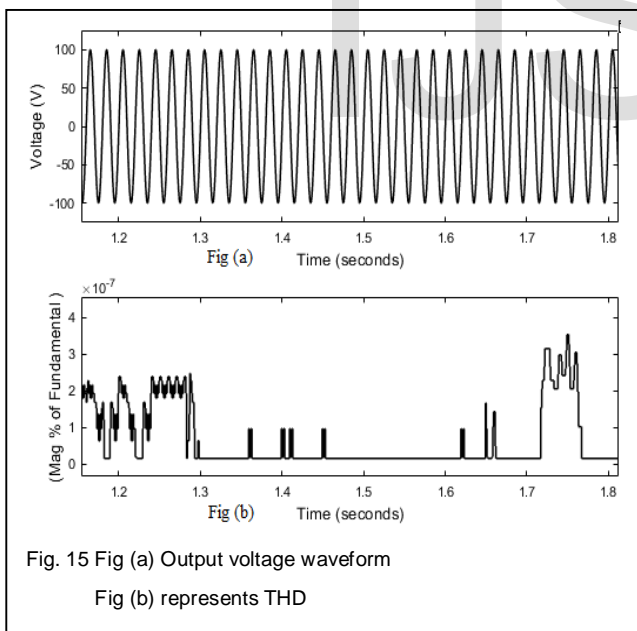 IJS
100
50
0
-50
-100
Voltage (V)
1.2 1.3 1.4 1.5 1.6 1.7 1.8
Fig (a) Time (seconds)
×10⁻⁷
4
3
2
1
0
(Mag % of Fundamental )
1.2 1.3 1.4 1.5 1.6 1.7 1.8
Fig (b) Time (seconds)
Fig. 15 Fig (a) Output voltage waveform
Fig (b) represents THD